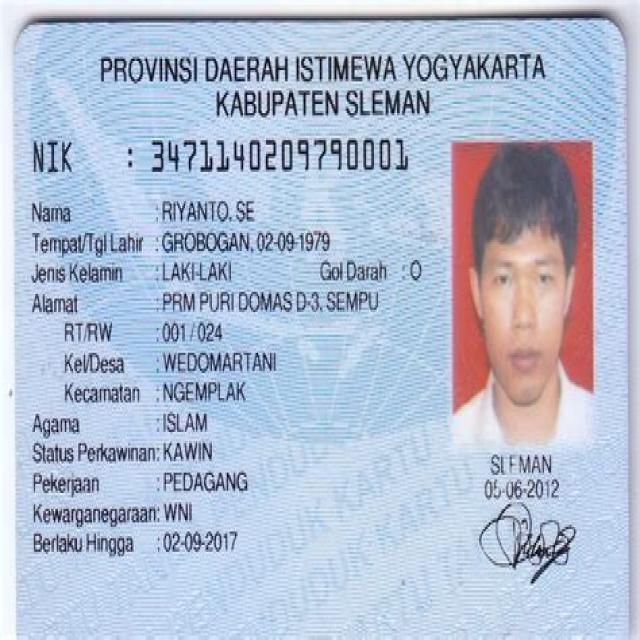 PROVINSI DAERAH ISTIMEWA YOGYAKARTA
KABUPATEN SLEMAN
NIK : 3471140209790001
Nama : RIYANTO. SE
Tempat/Tgl Lahir : GROBOGAN, 02-09-1979
Jenis Kelamin : LAKI-LAKI Gol Darah : O
Alamat : PRM PURI DOMAS D-3, SEMPU
RT/RW : 001 / 024
Kel/Desa : WEDOMARTANI
Kecamatan : NGEMPLAK
Agama : ISLAM
Status Perkawinan: KAWIN
Pekerjaan : PEDAGANG
Kewarganegaraan: WNI
Berlaku Hingga : 02-09-2017
SLEMAN
05-06-2012